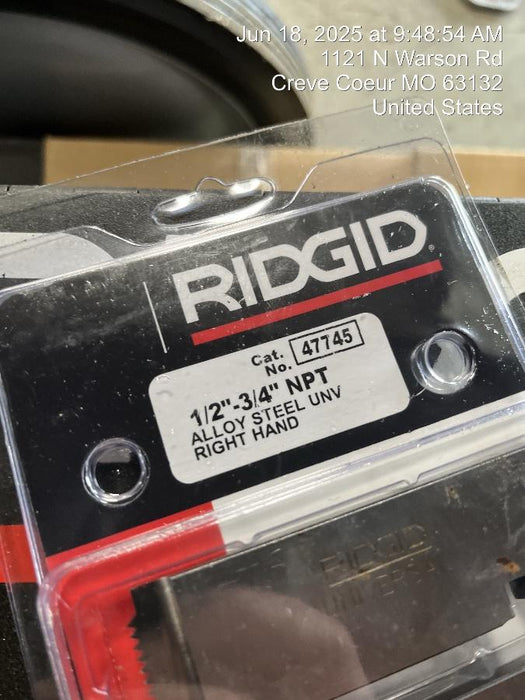 Jun 18, 2025 at 9:48:54 AM
1121 N Warson Rd
Creve Coeur MO 63132
United States
RIDGID®
Cat. No. 47745
1/2"-3/4" NPT
ALLOY STEEL UNV
RIGHT HAND
RIDGID